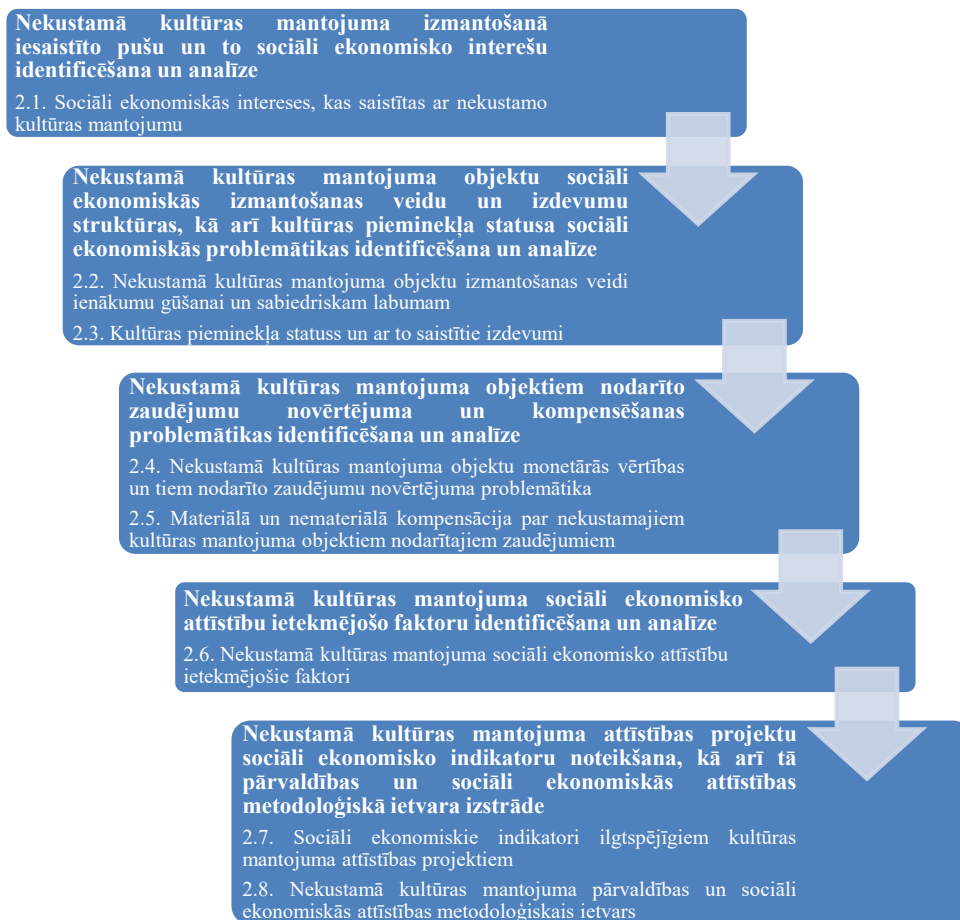 Nekustamā kultūras mantojuma izmantošanā
iesaistīto pušu un to sociāli ekonomisko interešu
identificēšana un analīze
2.1. Sociāli ekonomiskās intereses, kas saistītas ar nekustamo
kultūras mantojumu
Nekustamā kultūras mantojuma objektu sociāli
ekonomiskās izmantošanas veidu un izdevumu
struktūras, kā arī kultūras pieminekļa statusa sociāli
ekonomiskās problemātikas identificēšana un analīze
2.2. Nekustamā kultūras mantojuma objektu izmantošanas veidi
ienākumu gūšanai un sabiedriskam labumam
2.3. Kultūras pieminekļa statuss un ar to saistītie izdevumi
Nekustamā kultūras mantojuma objektiem nodarīto
zaudējumu novērtējuma un kompensēšanas
problemātikas identificēšana un analīze
2.4. Nekustamā kultūras mantojuma objektu monetārās vērtības
un tiem nodarīto zaudējumu novērtējuma problemātika
2.5. Materiālā un nemateriālā kompensācija par nekustamajiem
kultūras mantojuma objektiem nodarītajiem zaudējumiem
Nekustamā kultūras mantojuma sociāli ekonomisko
attīstību ietekmējošo faktoru identificēšana un analīze
2.6. Nekustamā kultūras mantojuma sociāli ekonomisko attīstību
ietekmējošie faktori
Nekustamā kultūras mantojuma attīstības projektu
sociāli ekonomisko indikatoru noteikšana, kā arī tā
pārvaldības un sociāli ekonomiskās attīstības
metodoloģiskā ietvara izstrāde
2.7. Sociāli ekonomiskie indikatori ilgtspējīgiem kultūras
mantojuma attīstības projektiem
2.8. Nekustamā kultūras mantojuma pārvaldības un sociāli
ekonomiskās attīstības metodoloģiskais ietvars